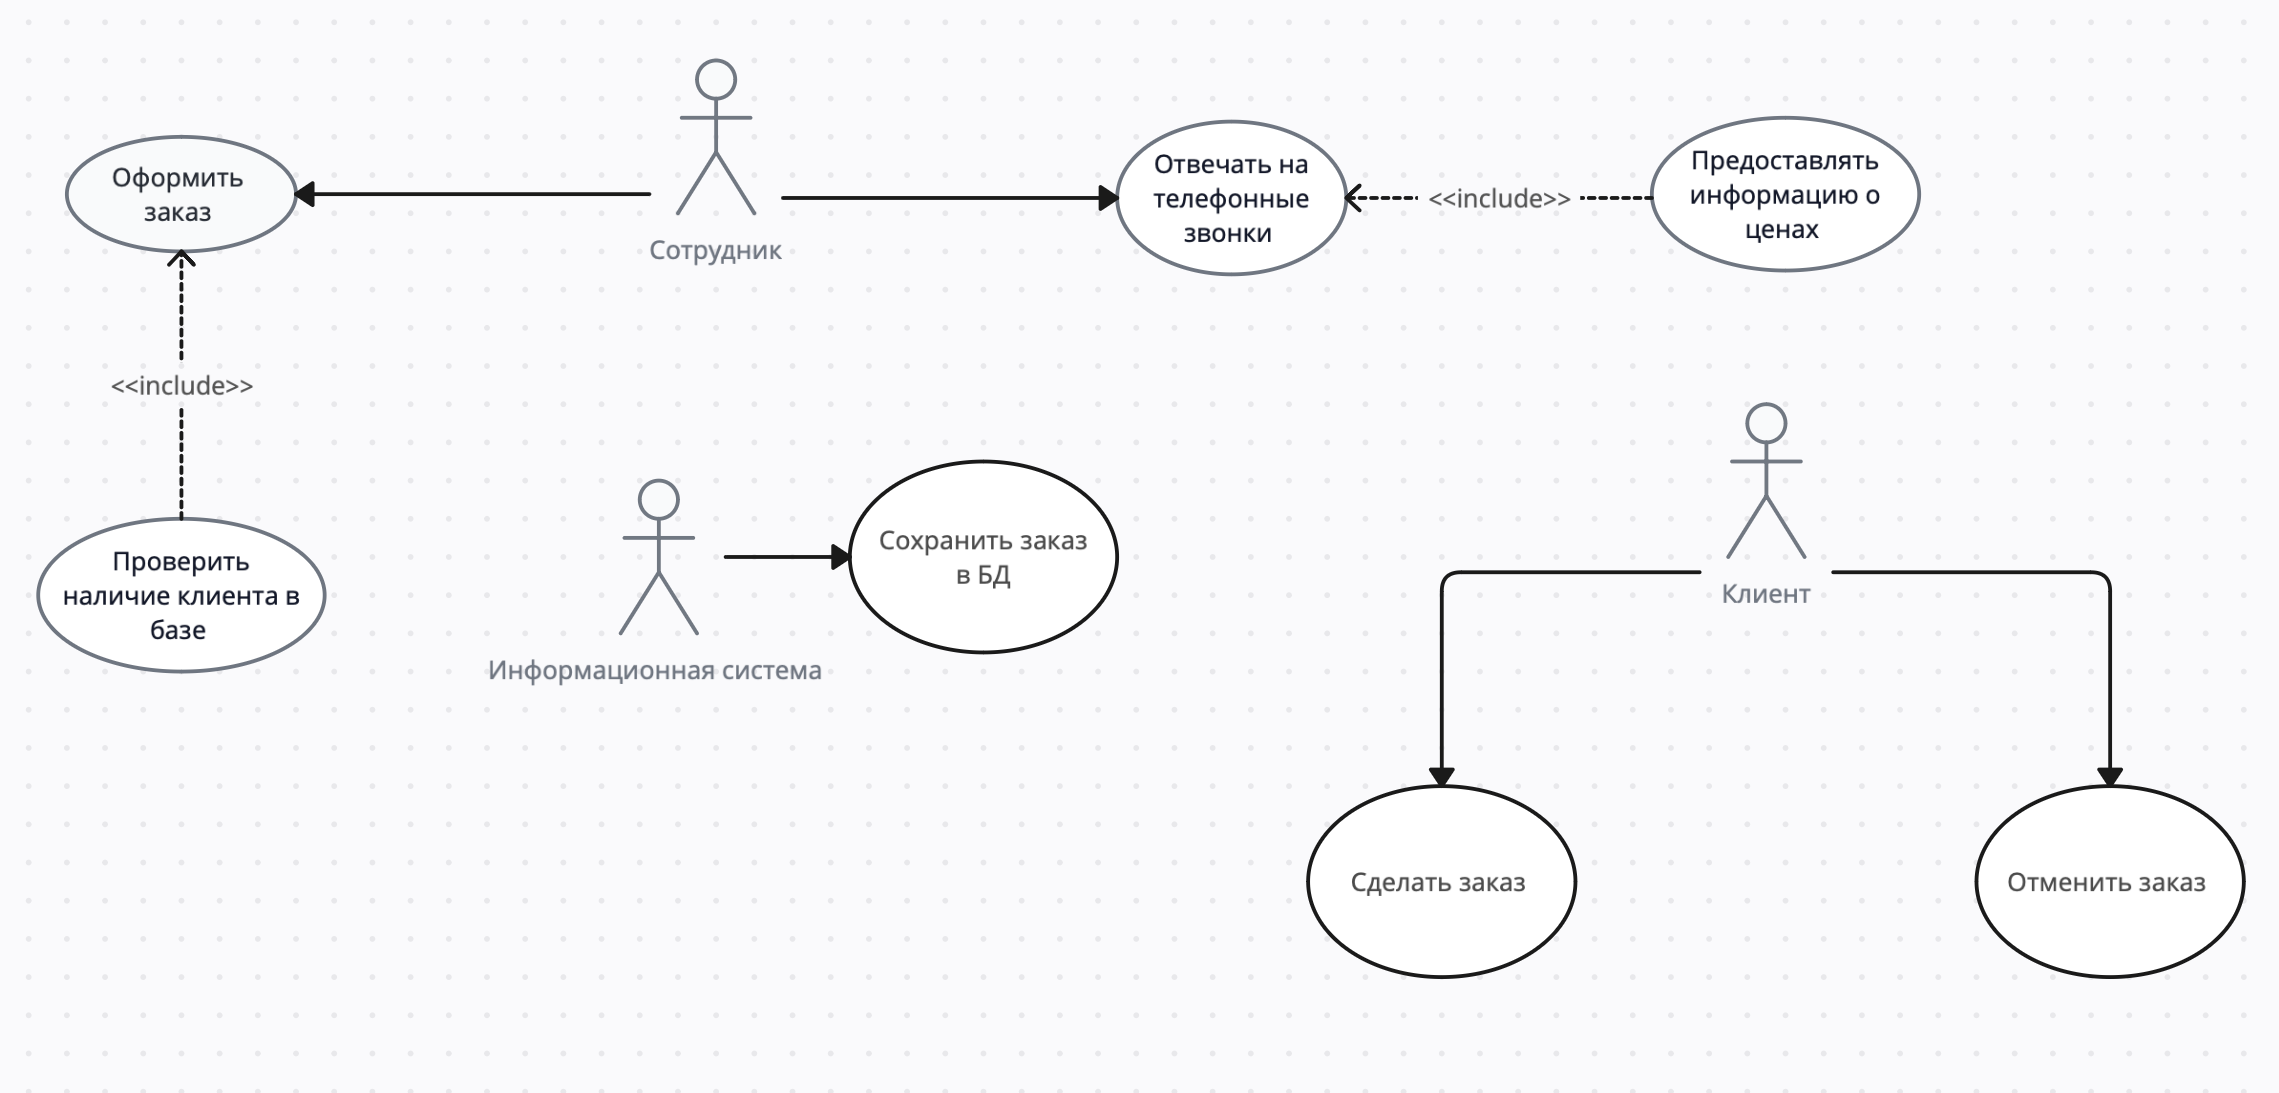 Оформить
заказ
Сотрудник
Отвечать на
телефонные
звонки
<<include>>
Предоставлять
информацию о
ценах
<<include>>
Проверить
наличие клиента в
базе
Информационная система
Сохранить заказ
в БД
Клиент
Сделать заказ
Отменить заказ